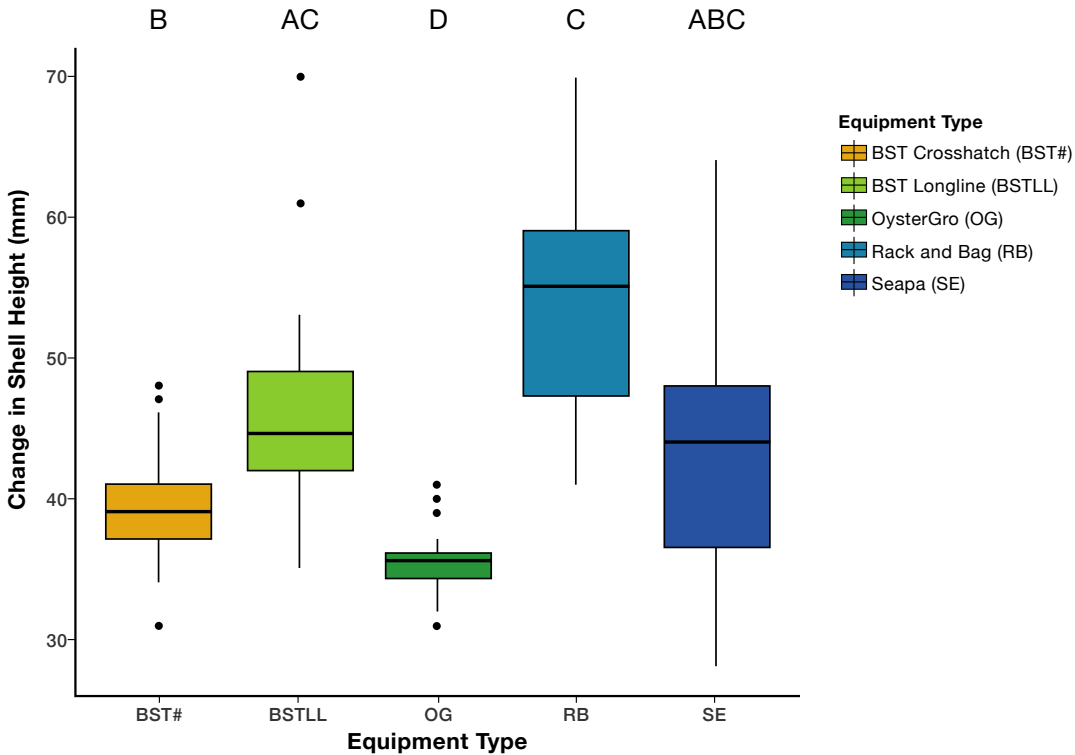 B AC D C ABC
70
60
50
40
30
Change in Shell Height (mm)
BST# BSTLL OG RB SE
Equipment Type
Equipment Type
BST Crosshatch (BST#)
BST Longline (BSTLL)
OysterGro (OG)
Rack and Bag (RB)
Seapa (SE)